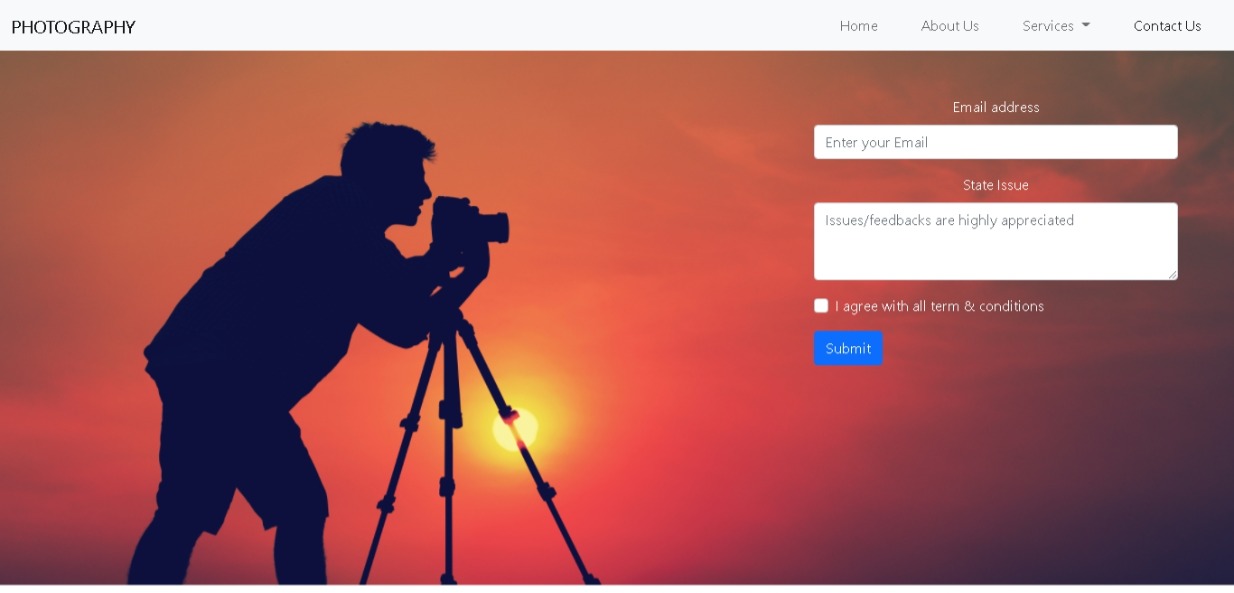 PHOTOGRAPHY
Home About Us Services Contact Us
Email address
Enter your Email
State Issue
Issues/feedbacks are highly appreciated
I agree with all term & conditions
Submit